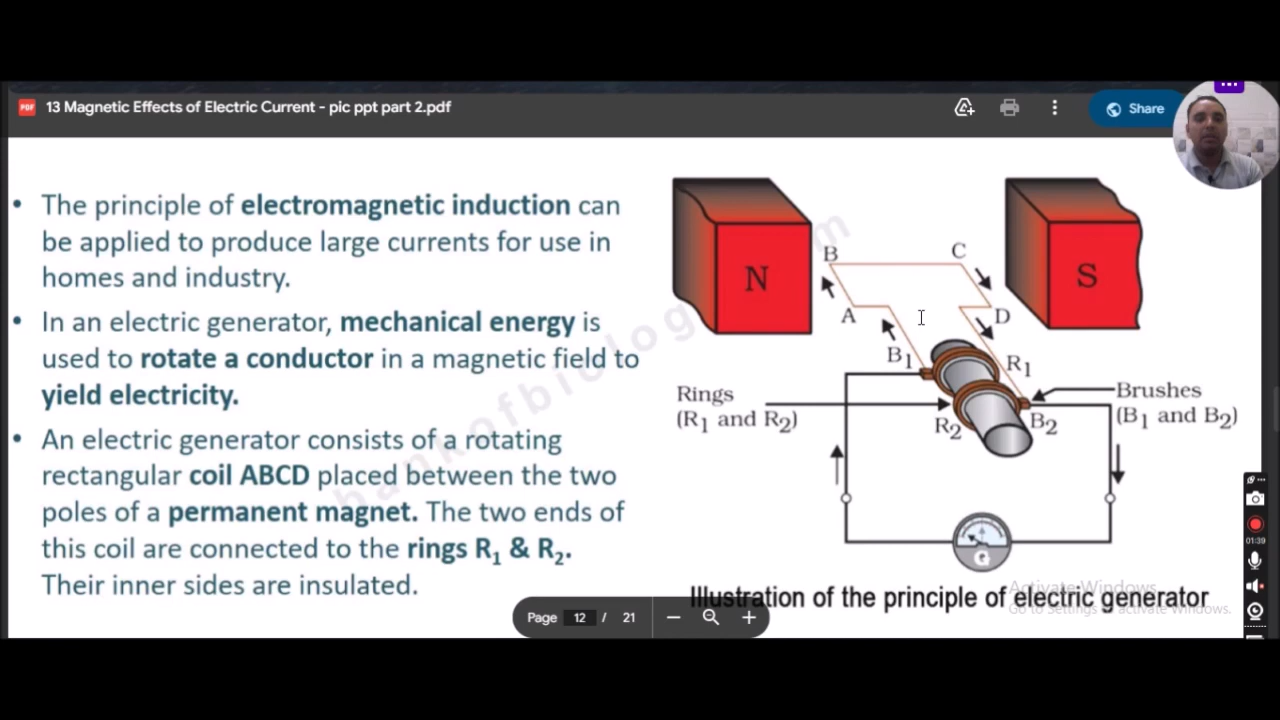 13 Magnetic Effects of Electric Current - pic ppt part 2.pdf
Share
• The principle of electromagnetic induction can
be applied to produce large currents for use in
homes and industry.
• In an electric generator, mechanical energy is
used to rotate a conductor in a magnetic field to
yield electricity.
• An electric generator consists of a rotating
rectangular coil ABCD placed between the two
poles of a permanent magnet. The two ends of
this coil are connected to the rings R₁ & R₂.
Their inner sides are insulated.
N
S
B
C
A
D
B₁
R₁
Rings
(R₁ and R₂)
R₂
B₂
Brushes
(B₁ and B₂)
G
Illustration of the principle of electric generator
Activate Windows
Go to Settings to activate Windows.
Page 12 / 21
01:39
PDF